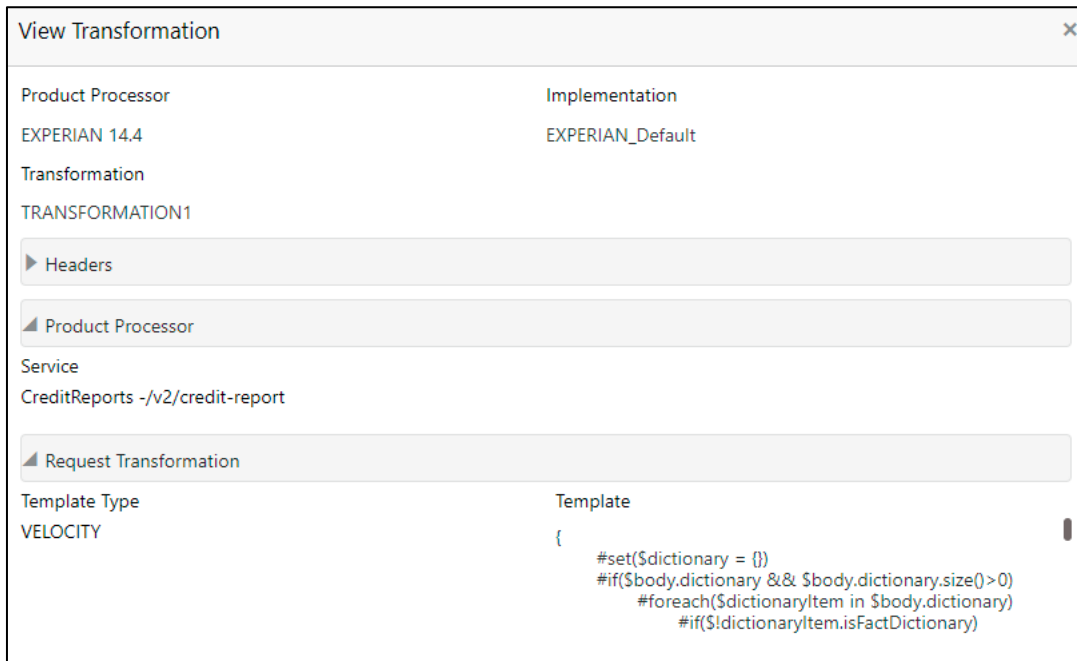 View Transformation
×
Product Processor
Implementation
EXPERIAN 14.4
EXPERIAN_Default
Transformation
TRANSFORMATION1
Headers
Product Processor
Service
CreditReports -/v2/credit-report
Request Transformation
Template Type
Template
VELOCITY
{
#set($dictionary = {})
#if($body.dictionary && $body.dictionary.size()>0)
#foreach($dictionaryItem in $body.dictionary)
#if($!dictionaryItem.isFactDictionary)